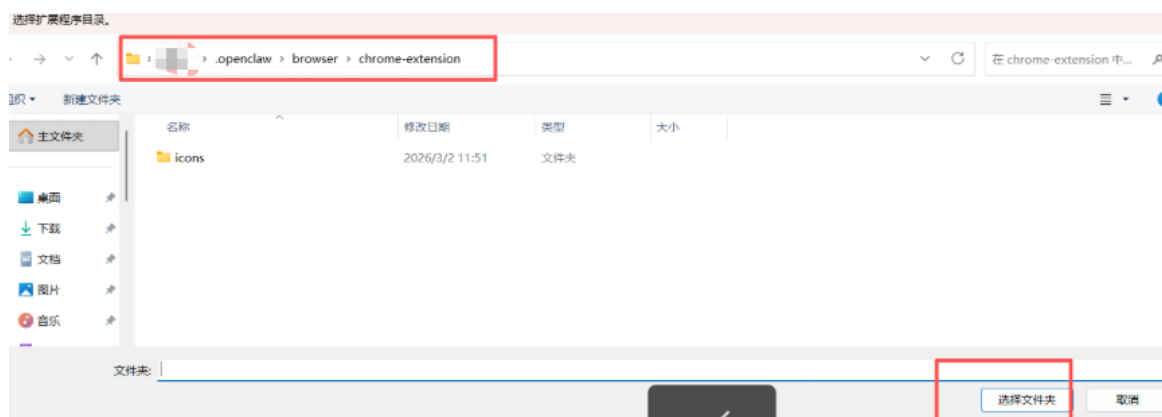 选择扩展程序目录。
› .openclaw › browser › chrome-extension
在 chrome-extension 中...
组织 新建文件夹
名称 修改日期 类型 大小
主文件夹
icons 2026/3/2 11:51 文件夹
桌面
下载
文档
图片
音乐
文件夹:
选择文件夹 取消